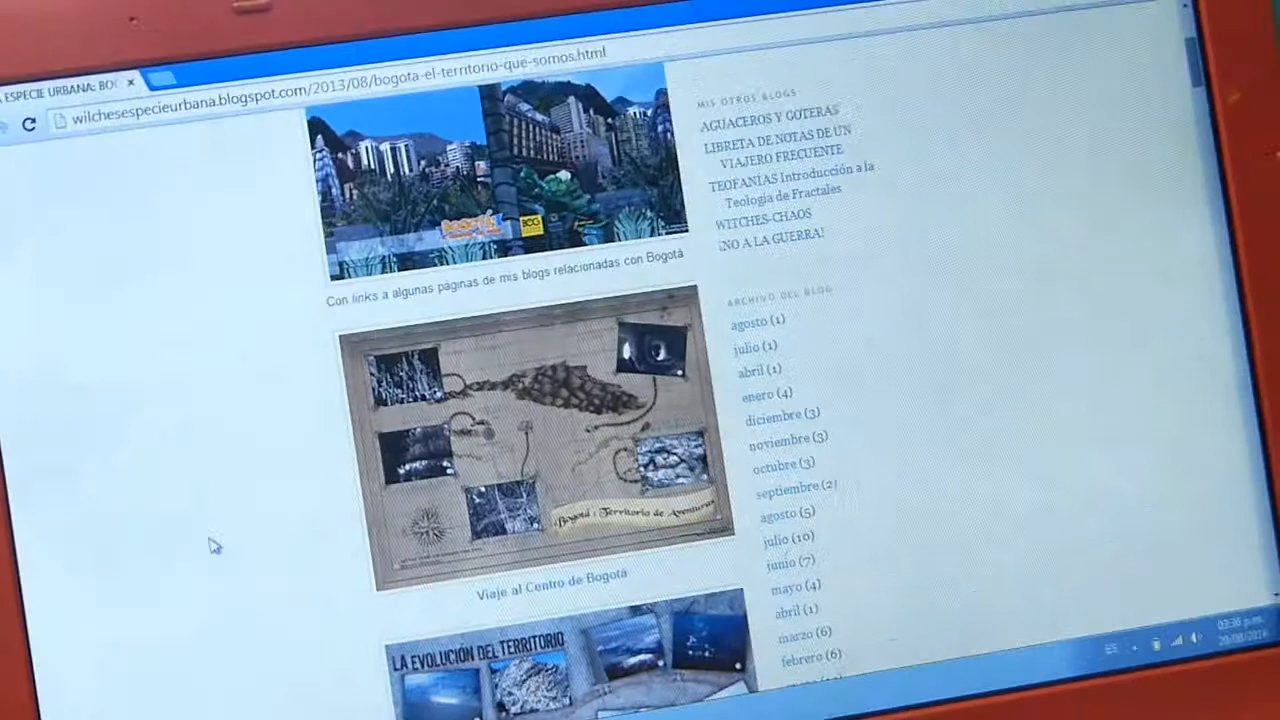 ESPECIE URBANA: BO
wilchesespecieurbana.blogspot.com/2013/08/bogota-el-territorio-que-somos.html
BOG
Con links a algunas páginas de mis blogs relacionadas con Bogotá
Bogotá: Territorio de Aventuras
Viaje al Centro de Bogotá
LA EVOLUCIÓN DEL TERRITORIO
MIS OTROS BLOGS
AGUACEROS Y GOTERAS
LIBRETA DE NOTAS DE UN
VIAJERO FRECUENTE
TEOFANÍAS Introducción a la
Teología de Fractales
WITCHES-CHAOS
¡NO A LA GUERRA!
ARCHIVO DEL BLOG
agosto (1)
julio (1)
abril (1)
enero (4)
diciembre (3)
noviembre (3)
octubre (3)
septiembre (2)
agosto (5)
julio (10)
junio (7)
mayo (4)
abril (1)
marzo (6)
febrero (6)
ES
03:36 p.m.